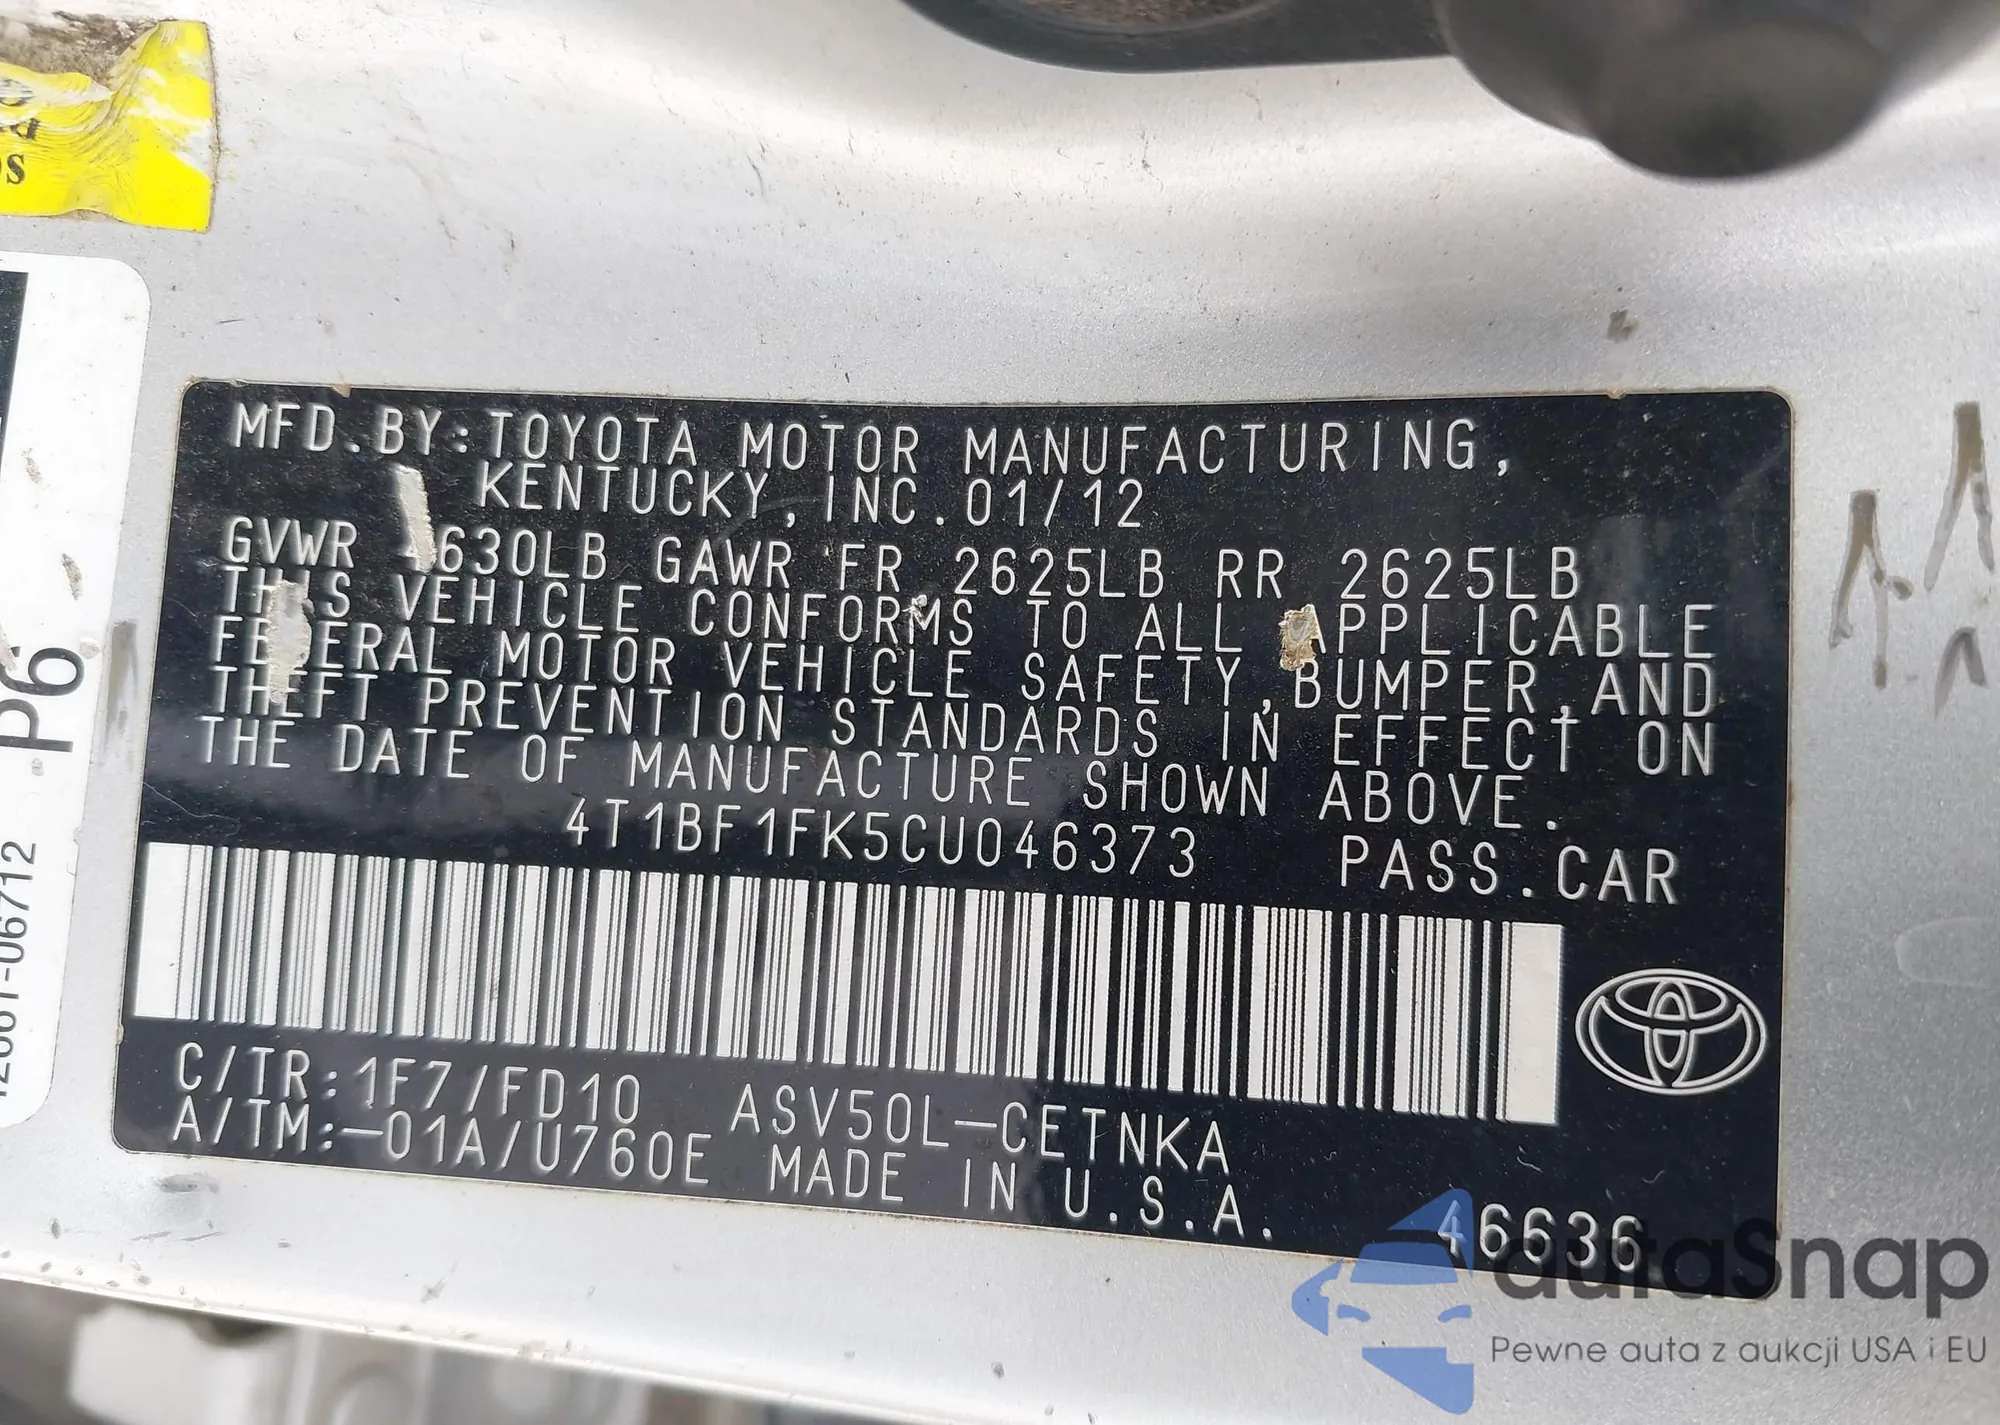 MFD.BY:TOYOTA MOTOR MANUFACTURING,
KENTUCKY, INC. 01/12
GVWR 4630LB GAWR FR 2625LB RR 2625LB
THIS VEHICLE CONFORMS TO ALL APPLICABLE
FEDERAL MOTOR VEHICLE SAFETY, BUMPER, AND
THEFT PREVENTION STANDARDS IN EFFECT ON
THE DATE OF MANUFACTURE SHOWN ABOVE.
4T1BF1FK5CU046373 PASS.CAR
C/TR:1F7/FD10 ASV50L-CETNKA
A/TM:-01A/U760E MADE IN U.S.A.
46636
P6
06712
autaSnap
Pewne auta z aukcji USA i EU